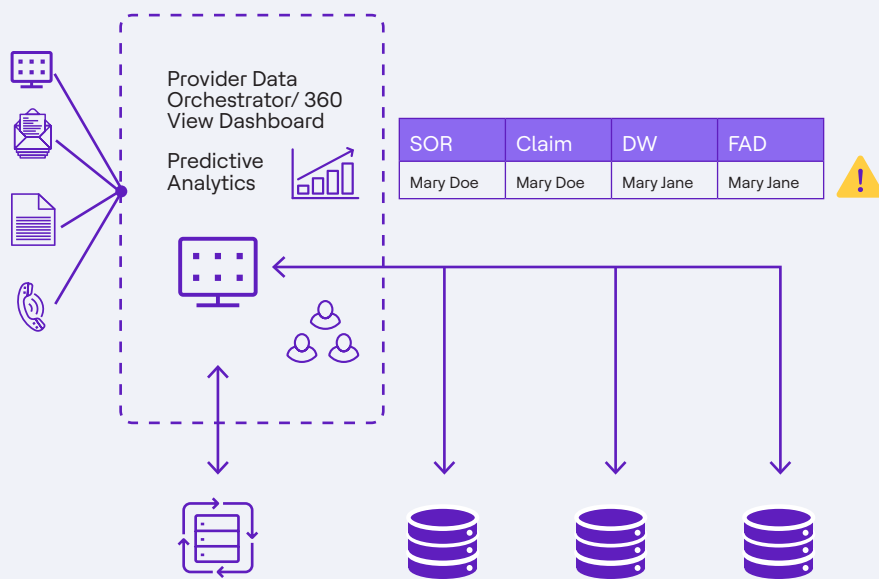 Provider Data
Orchestrator/ 360
View Dashboard
Predictive
Analytics
SOR Claim DW FAD
Mary Doe Mary Doe Mary Jane Mary Jane
!